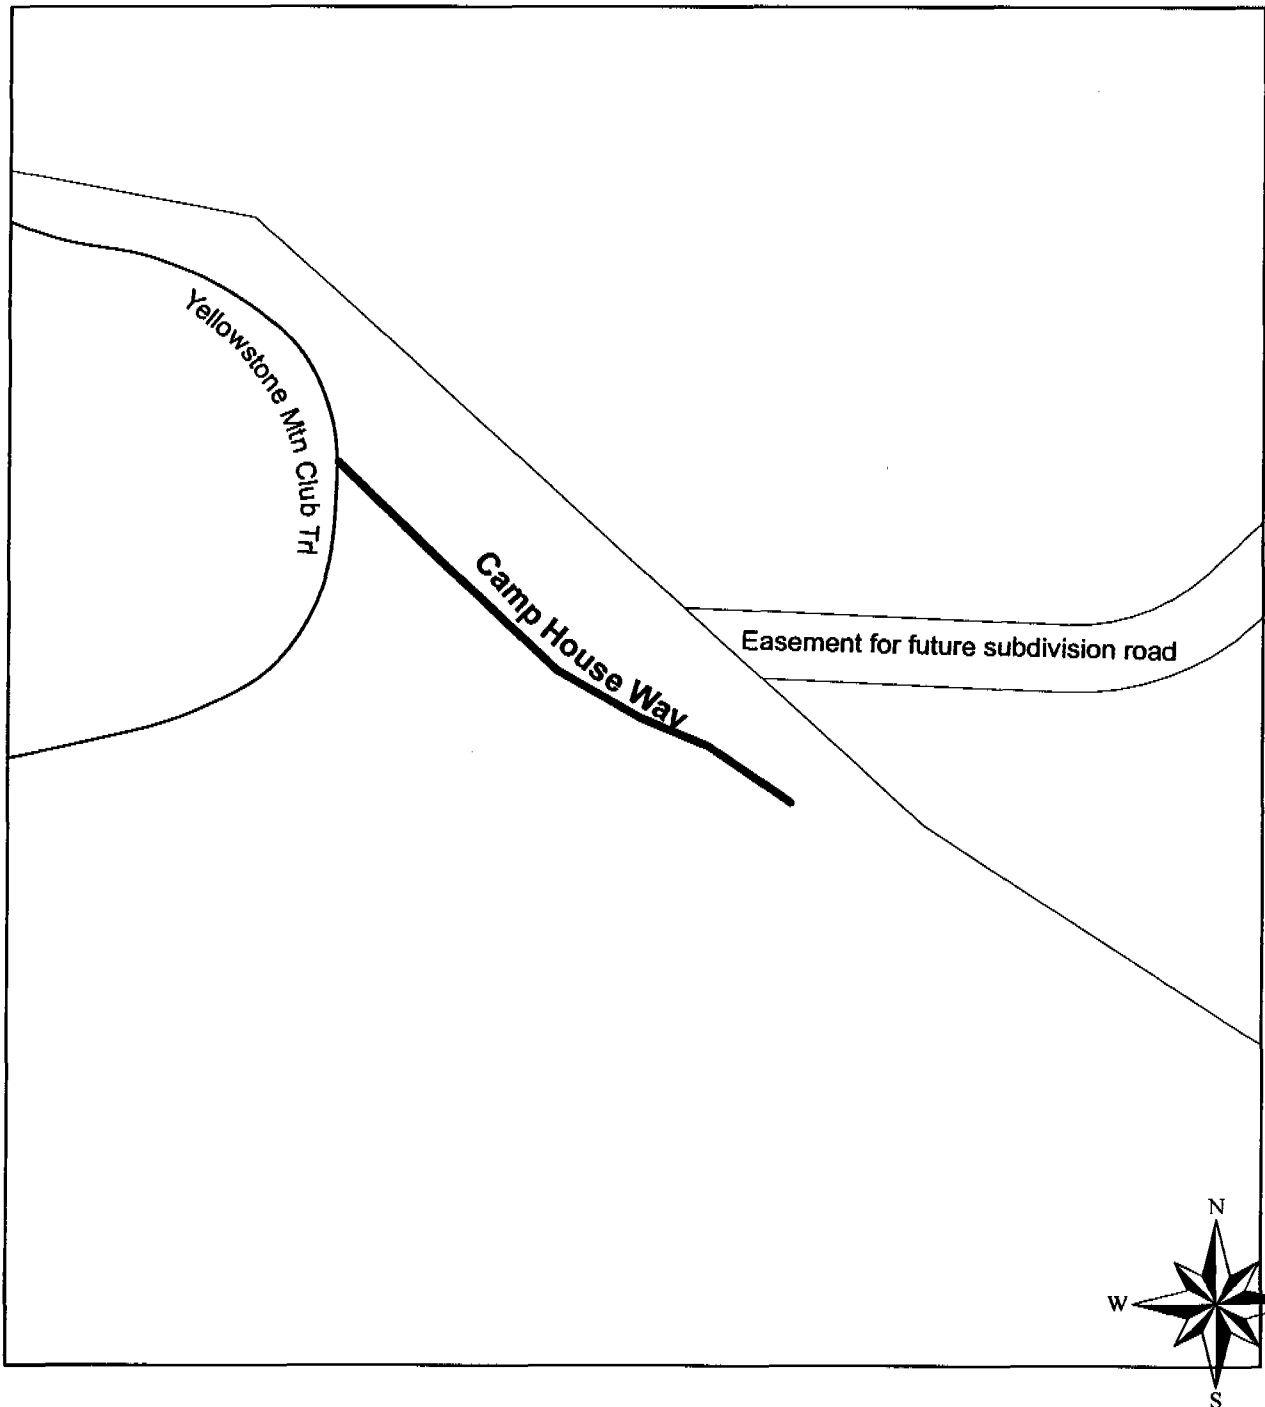 Yellowstone Mtn Club Trl
Camp House Way
Easement for future subdivision road
N
W
S